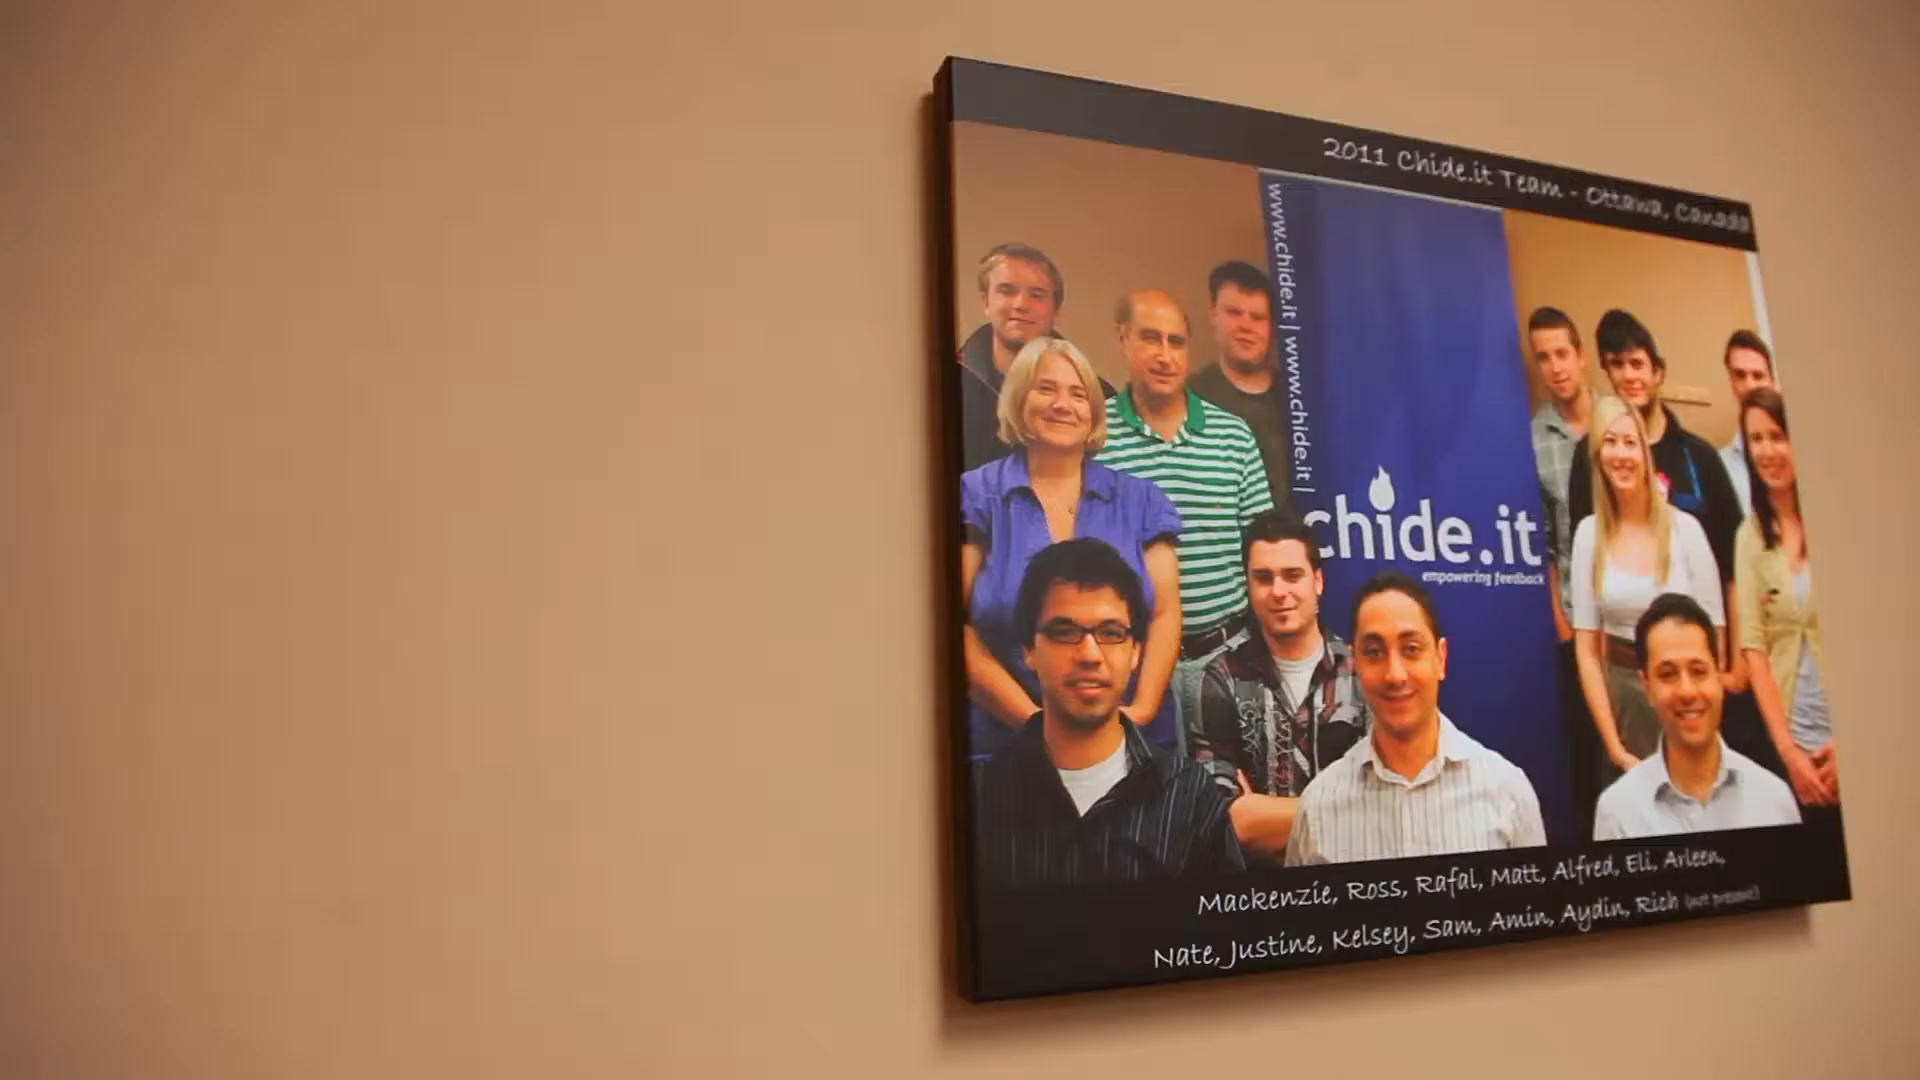 2011 Chide.it Team - Ottawa, Canada
www.chide.it | www.chide.it |
chide.it
empowering feedback
Mackenzie, Ross, Rafal, Matt, Alfred, Eli, Arleen,
Nate, Justine, Kelsey, Sam, Amin, Aydin, Rich (not present)